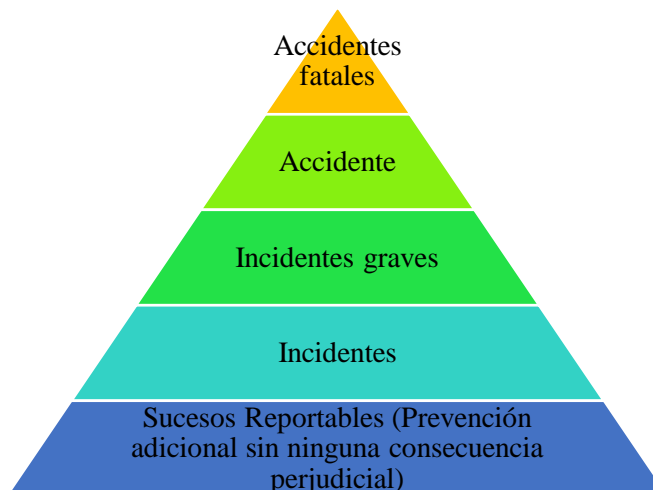 Accidentes
fatales
Accidente
Incidentes graves
Incidentes
Sucesos Reportables (Prevención
adicional sin ninguna consecuencia
perjudicial)